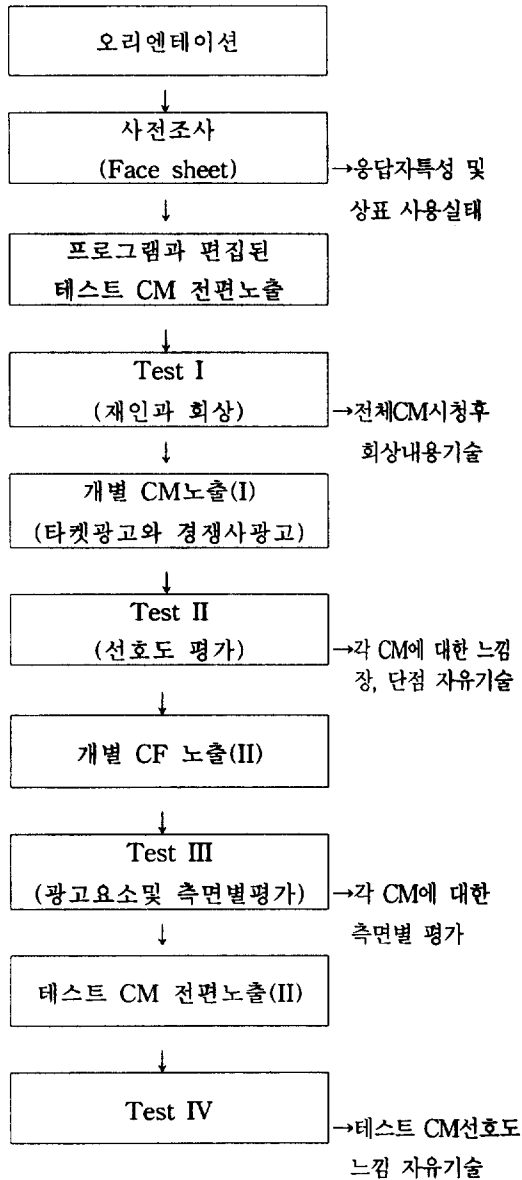 오리엔테이션
↓
사전조사
(Face sheet)
→응답자특성 및
상표 사용실태
↓
프로그램과 편집된
테스트 CM 전편노출
↓
Test Ⅰ
(재인과 회상)
→전체CM시청후
회상내용기술
↓
개별 CM노출(I)
(타켓광고와 경쟁사광고)
↓
Test Ⅱ
(선호도 평가)
→각 CM에 대한 느낌
장, 단점 자유기술
↓
개별 CF 노출(II)
↓
Test Ⅲ
(광고요소및 측면별평가)
→각 CM에 대한
측면별 평가
↓
테스트 CM 전편노출(II)
↓
Test Ⅳ
→테스트 CM선호도
느낌 자유기술